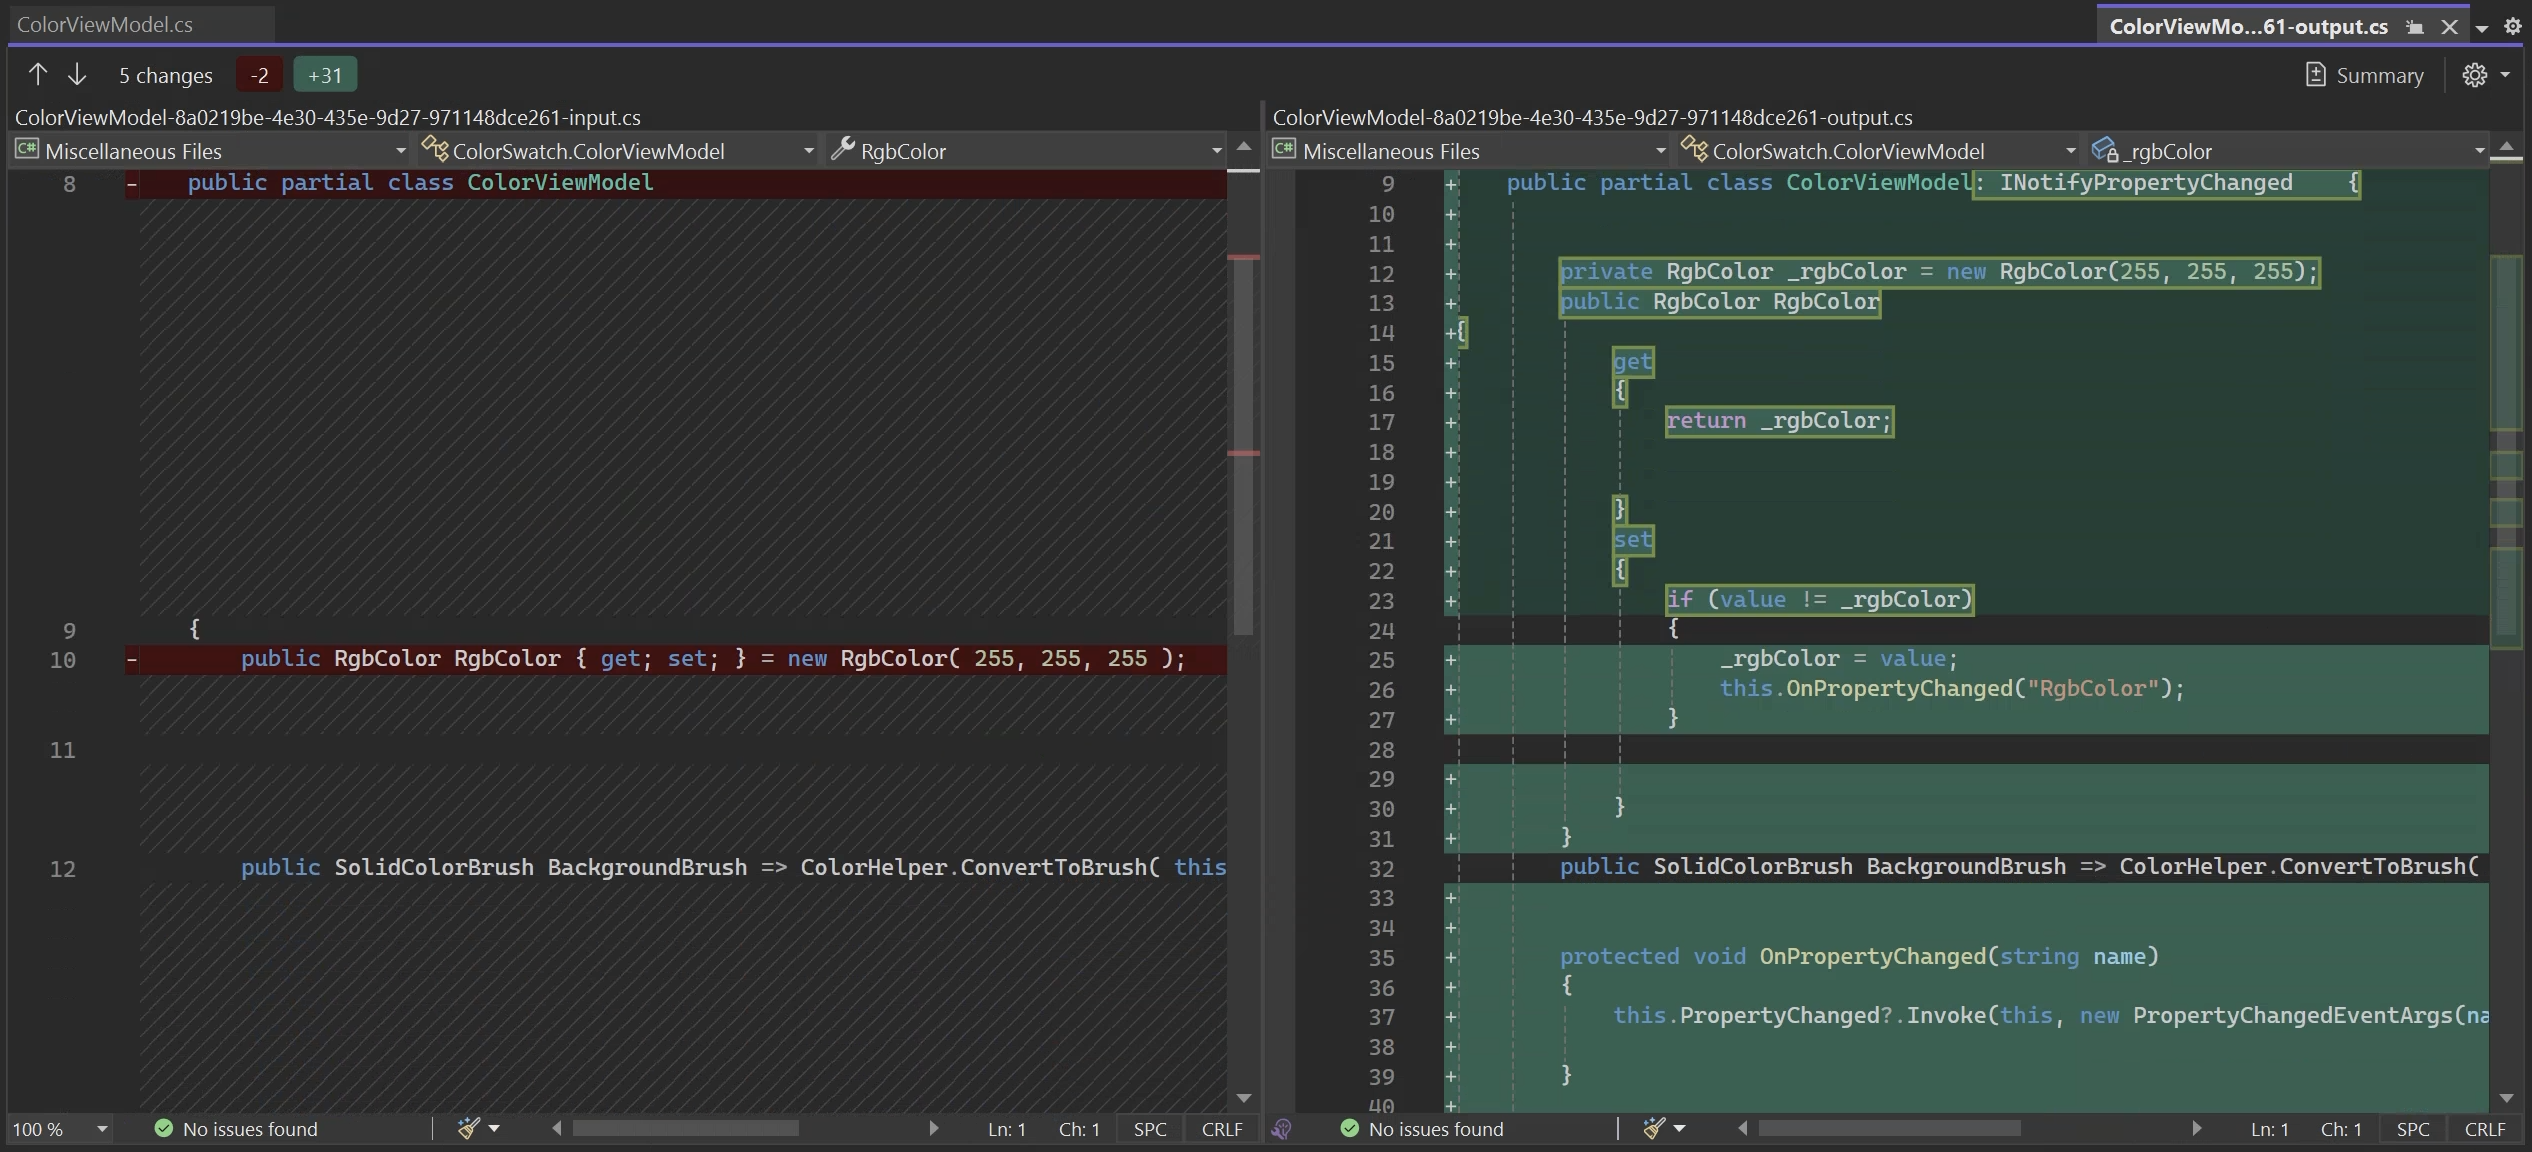 ColorViewModel.cs
ColorViewMo...61-output.cs
5 changes -2 +31
Summary
ColorViewModel-8a0219be-4e30-435e-9d27-971148dce261-input.cs
C# Miscellaneous Files ColorSwatch.ColorViewModel RgbColor
8 - public partial class ColorViewModel
9 {
10 - public RgbColor RgbColor { get; set; } = new RgbColor( 255, 255, 255 );
11
12 public SolidColorBrush BackgroundBrush => ColorHelper.ConvertToBrush( this
100 % No issues found Ln: 1 Ch: 1 SPC CRLF
ColorViewModel-8a0219be-4e30-435e-9d27-971148dce261-output.cs
C# Miscellaneous Files ColorSwatch.ColorViewModel _rgbColor
9 + public partial class ColorViewModel: INotifyPropertyChanged {
10 +
11 +
12 + private RgbColor _rgbColor = new RgbColor(255, 255, 255);
13 + public RgbColor RgbColor
14 +{
15 + get
16 + {
17 + return _rgbColor;
18 +
19 +
20 + }
21 + set
22 + {
23 + if (value != _rgbColor)
24 {
25 + _rgbColor = value;
26 + this.OnPropertyChanged("RgbColor");
27 + }
28
29 +
30 + }
31 + }
32 public SolidColorBrush BackgroundBrush => ColorHelper.ConvertToBrush(
33 +
34 +
35 + protected void OnPropertyChanged(string name)
36 + {
37 + this.PropertyChanged?.Invoke(this, new PropertyChangedEventArgs(na
38 +
39 + }
40 +
No issues found Ln: 1 Ch: 1 SPC CRLF